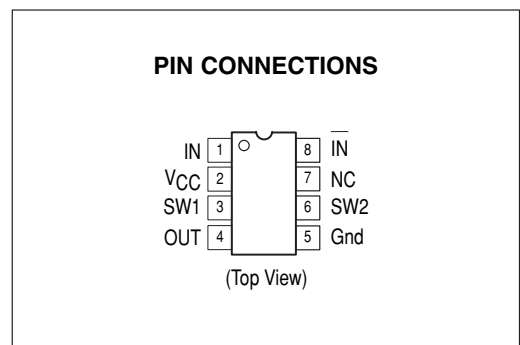 PIN CONNECTIONS
IN 1 8 I̅N̅
VCC 2 7 NC
SW1 3 6 SW2
OUT 4 5 Gnd
(Top View)